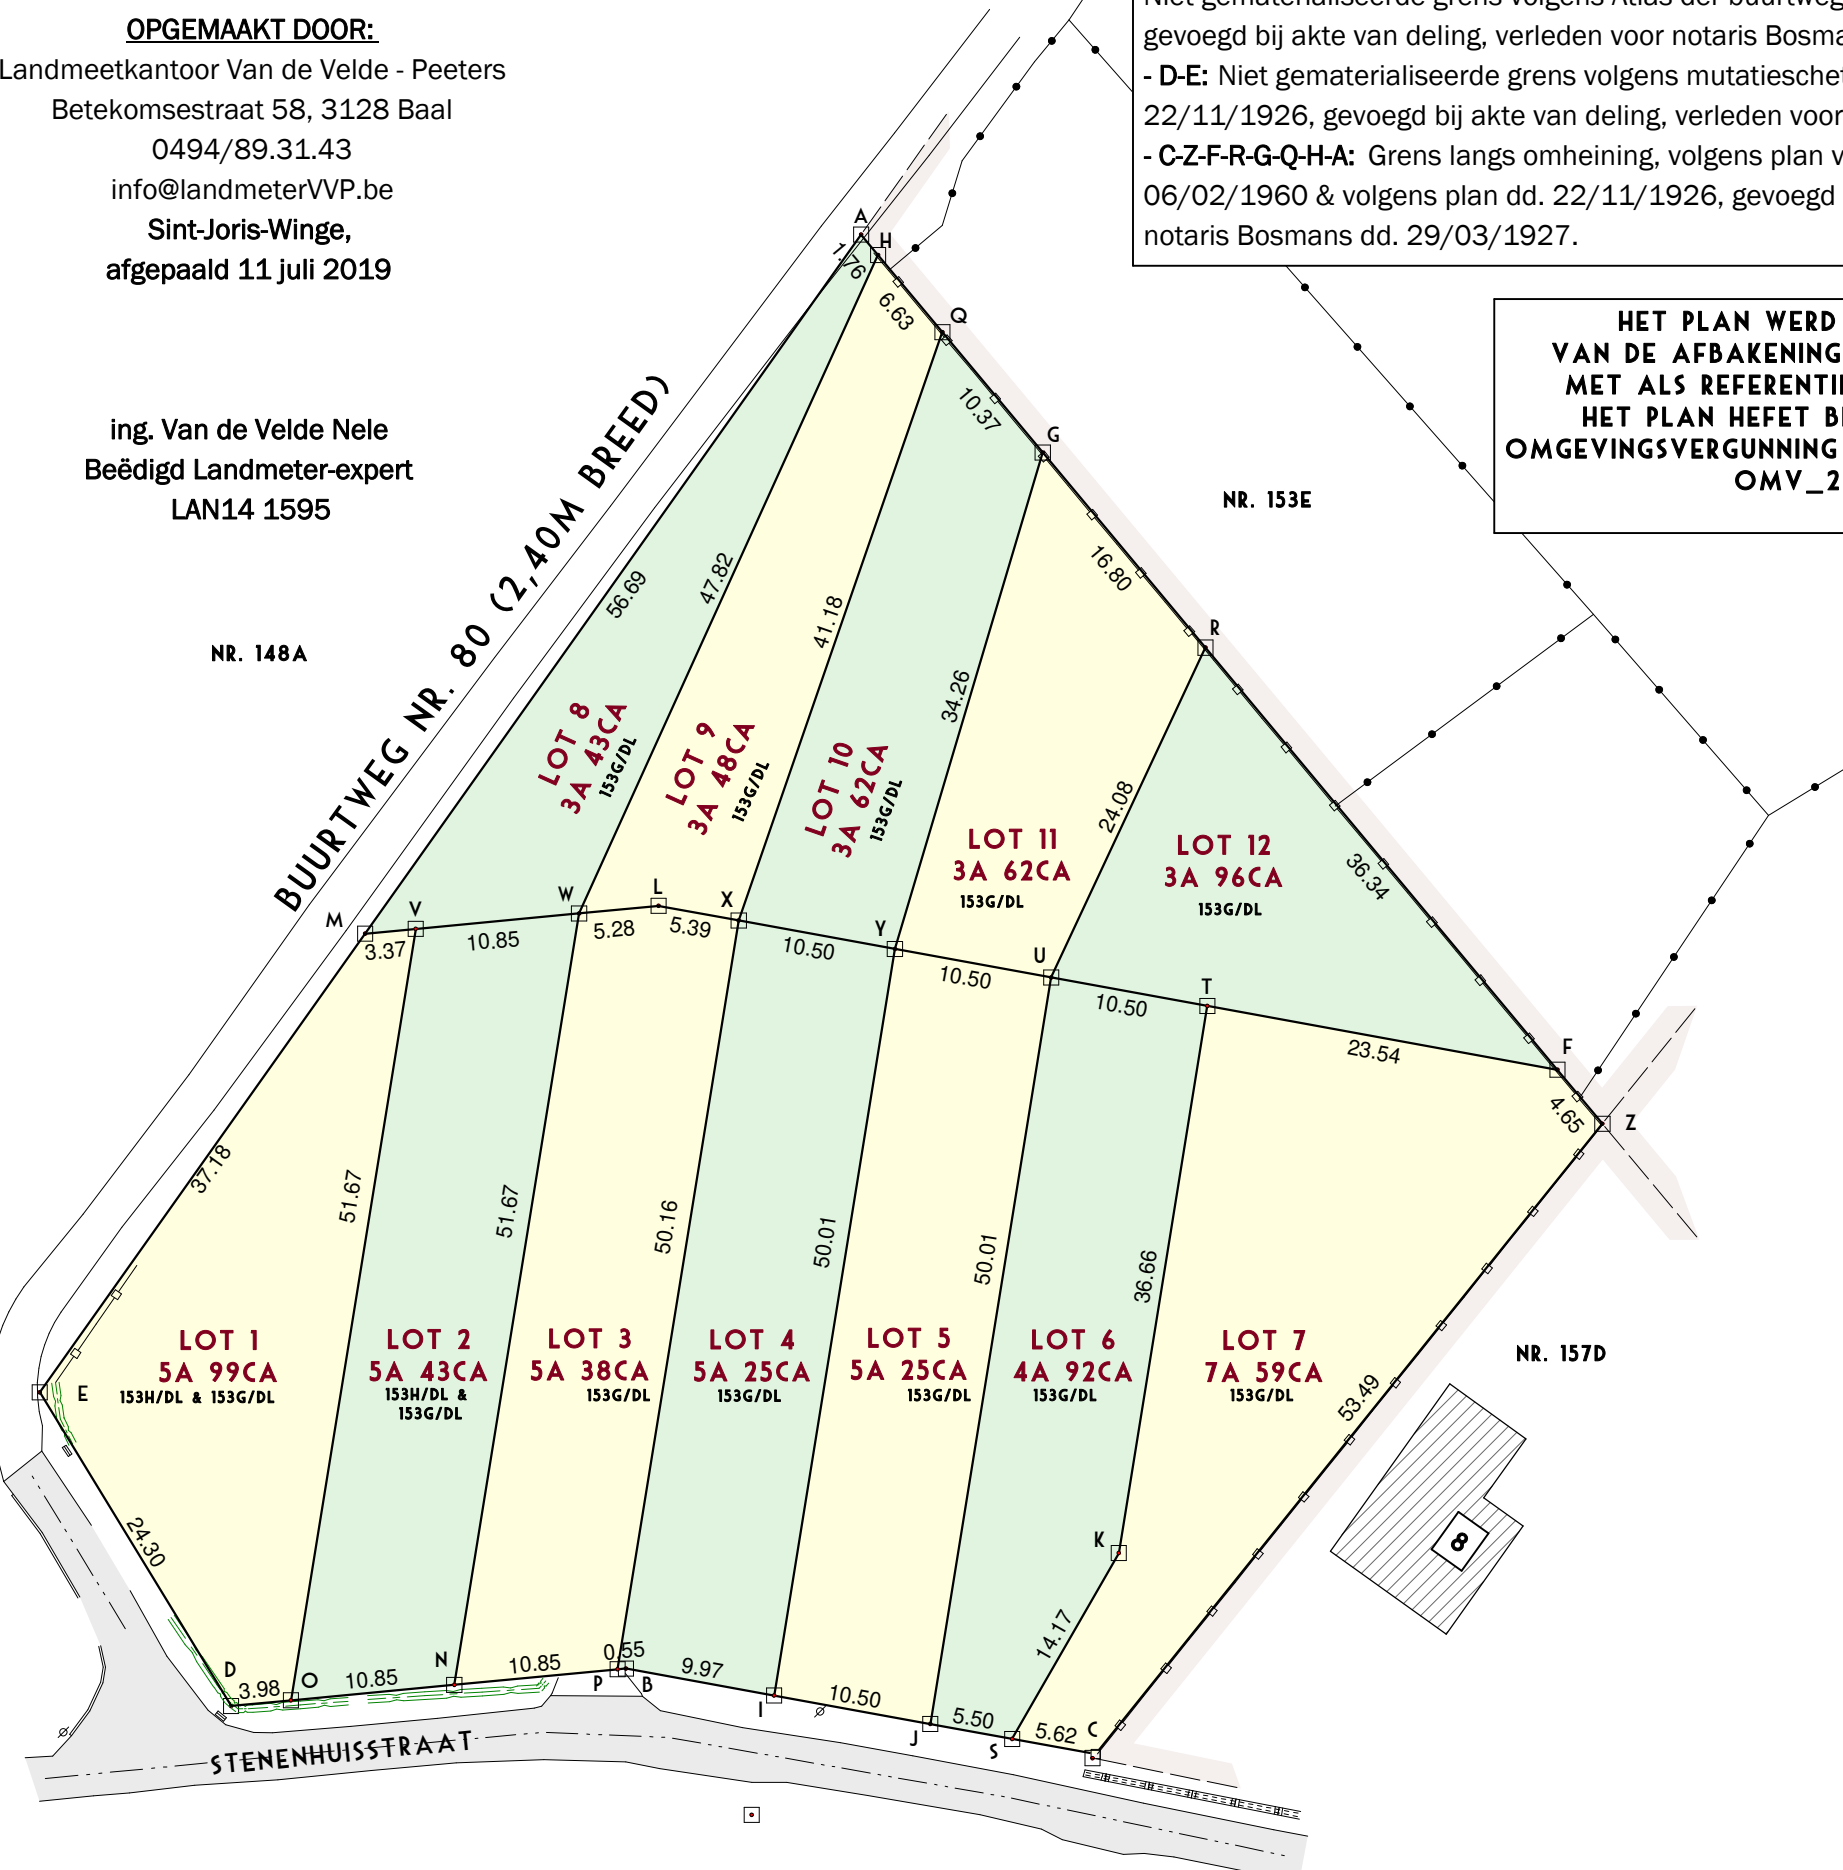 OPGEMAAKT DOOR:
Landmeetkantoor Van de Velde - Peeters
Betekomsestraat 58, 3128 Baal
0494/89.31.43
info@landmeterVVP.be
Sint-Joris-Winge,
afgepaald 11 juli 2019
ing. Van de Velde Nele
Beëdigd Landmeter-expert
LAN14 1595
Niet gematerialiseerde grens volgens Atlas der buurtweg
gevoegd bij akte van deling, verleden voor notaris Bosma
- D-E: Niet gematerialiseerde grens volgens mutatiesche
22/11/1926, gevoegd bij akte van deling, verleden voor
- C-Z-F-R-G-Q-H-A: Grens langs omheining, volgens plan v
06/02/1960 & volgens plan dd. 22/11/1926, gevoegd
notaris Bosmans dd. 29/03/1927.
HET PLAN WERD
VAN DE AFBAKENING
MET ALS REFERENTI
HET PLAN HEFET B
OMGEVINGSVERGUNNING
OMV_2
A
H
1.76
6.63
Q
10.37
G
16.80
R
NR. 153E
NR. 148A
BUURTWEG NR. 80 (2,40M BREED)
56.69
47.82
41.18
34.26
24.08
36.34
LOT 8
3A 43CA
153G/DL
LOT 9
3A 48CA
153G/DL
LOT 10
3A 62CA
153G/DL
LOT 11
3A 62CA
153G/DL
LOT 12
3A 96CA
153G/DL
M
V
W
L
X
Y
U
T
F
Z
3.37
10.85
5.28
5.39
10.50
10.50
10.50
23.54
4.65
37.18
51.67
51.67
50.16
50.01
50.01
36.66
53.49
LOT 1
5A 99CA
153H/DL & 153G/DL
LOT 2
5A 43CA
153H/DL &
153G/DL
LOT 3
5A 38CA
153G/DL
LOT 4
5A 25CA
153G/DL
LOT 5
5A 25CA
153G/DL
LOT 6
4A 92CA
153G/DL
LOT 7
7A 59CA
153G/DL
NR. 157D
E
8
K
24.30
14.17
D
3.98
O
10.85
N
10.85
0.55
P
B
9.97
I
10.50
J
5.50
S
5.62
C
STENENHUISSTRAAT